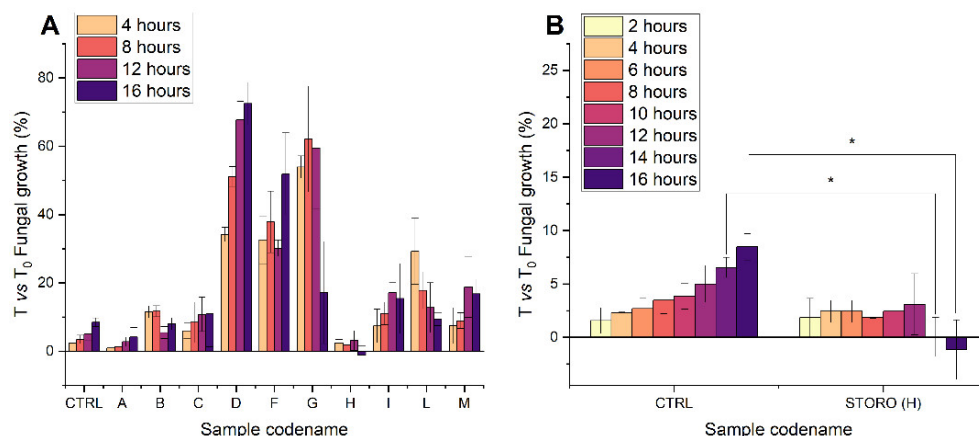 A
4 hours
8 hours
12 hours
16 hours
T vs T0 Fungal growth (%)
80
60
40
20
0
CTRL A B C D F G H I L M
Sample codename
B
2 hours
4 hours
6 hours
8 hours
10 hours
12 hours
14 hours
16 hours
T vs T0 Fungal growth (%)
25
20
15
10
5
0
*
*
CTRL STORO (H)
Sample codename